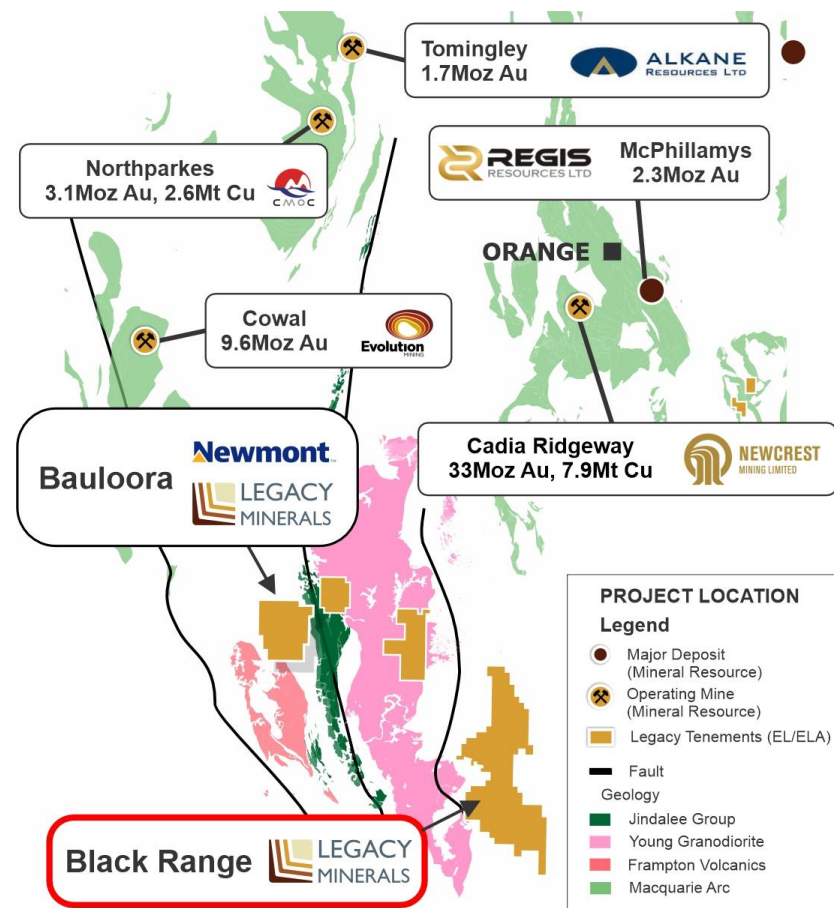 Tomingley
1.7Moz Au
ALKANE
RESOURCES LTD
Northparkes
3.1Moz Au, 2.6Mt Cu
CMOC
REGIS
RESOURCES LTD
McPhillamys
2.3Moz Au
ORANGE
Cowal
9.6Moz Au
Evolution
MINING
Bauloora
Newmont™
LEGACY
MINERALS
Cadia Ridgeway
33Moz Au, 7.9Mt Cu
NEWCREST
MINING LIMITED
PROJECT LOCATION
Legend
Major Deposit
(Mineral Resource)
Operating Mine
(Mineral Resource)
Legacy Tenements (EL/ELA)
Fault
Geology
Jindalee Group
Young Granodiorite
Frampton Volcanics
Macquarie Arc
Black Range
LEGACY
MINERALS